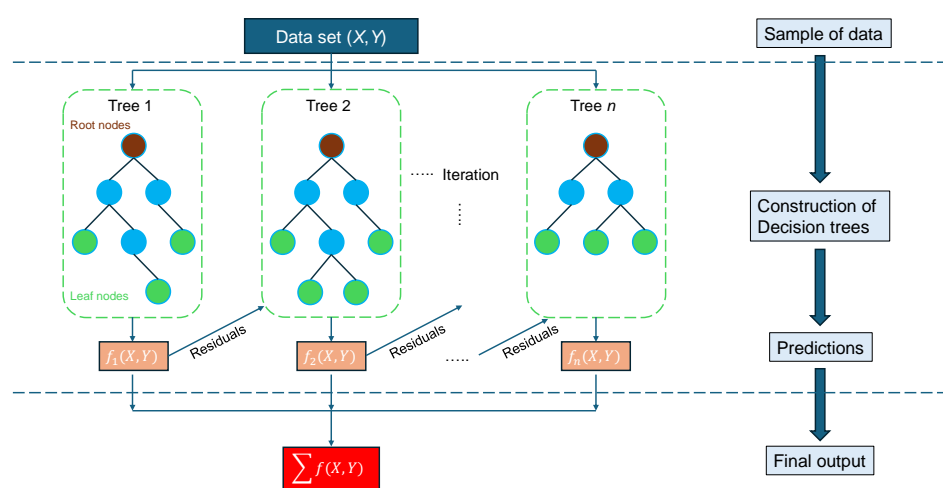 Data set (X,Y)
Sample of data
Tree 1
Tree 2
Tree n
Root nodes
..... Iteration
.....
Construction of
Decision trees
Leaf nodes
Residuals
Residuals
Residuals
f₁(X,Y)
f₂(X,Y)
.....
fₙ(X,Y)
Predictions
∑ f(X,Y)
Final output